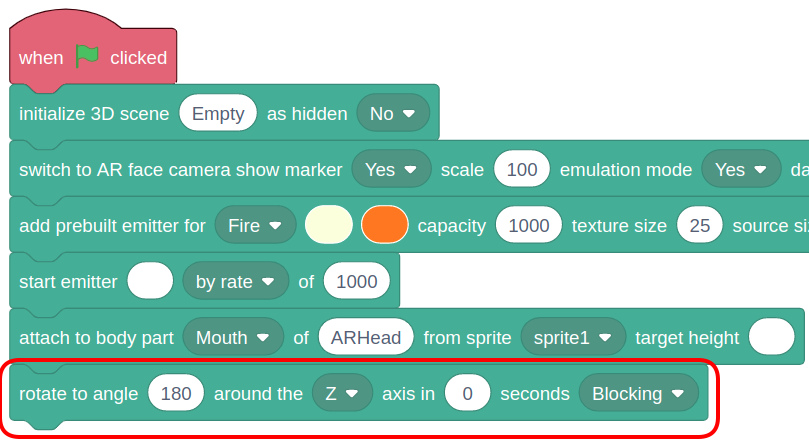 when clicked
initialize 3D scene Empty as hidden No
switch to AR face camera show marker Yes scale 100 emulation mode Yes da
add prebuilt emitter for Fire capacity 1000 texture size 25 source si
start emitter by rate of 1000
attach to body part Mouth of ARHead from sprite sprite1 target height
rotate to angle 180 around the Z axis in 0 seconds Blocking